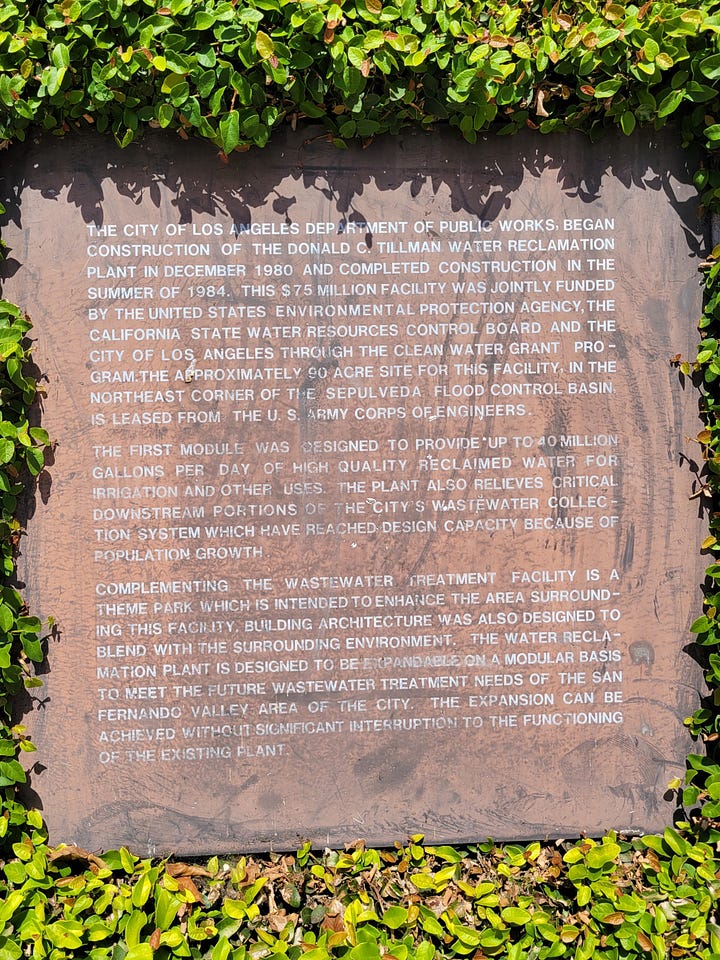 THE CITY OF LOS ANGELES DEPARTMENT OF PUBLIC WORKS, BEGAN
CONSTRUCTION OF THE DONALD C. TILLMAN WATER RECLAMATION
PLANT IN DECEMBER 1980 AND COMPLETED CONSTRUCTION IN THE
SUMMER OF 1984. THIS $75 MILLION FACILITY WAS JOINTLY FUNDED
BY THE UNITED STATES ENVIRONMENTAL PROTECTION AGENCY, THE
CALIFORNIA STATE WATER RESOURCES CONTROL BOARD AND THE
CITY OF LOS ANGELES THROUGH THE CLEAN WATER GRANT PRO-
GRAM. THE APPROXIMATELY 90 ACRE SITE FOR THIS FACILITY, IN THE
NORTHEAST CORNER OF THE SEPULVEDA FLOOD CONTROL BASIN,
IS LEASED FROM THE U. S. ARMY CORPS OF ENGINEERS.
THE FIRST MODULE WAS DESIGNED TO PROVIDE UP TO 40 MILLION
GALLONS PER DAY OF HIGH QUALITY RECLAIMED WATER FOR
IRRIGATION AND OTHER USES. THE PLANT ALSO RELIEVES CRITICAL
DOWNSTREAM PORTIONS OF THE CITY'S WASTEWATER COLLEC-
TION SYSTEM WHICH HAVE REACHED DESIGN CAPACITY BECAUSE OF
POPULATION GROWTH.
COMPLEMENTING THE WASTEWATER TREATMENT FACILITY IS A
THEME PARK WHICH IS INTENDED TO ENHANCE THE AREA SURROUND-
ING THIS FACILITY. BUILDING ARCHITECTURE WAS ALSO DESIGNED TO
BLEND WITH THE SURROUNDING ENVIRONMENT. THE WATER RECLA-
MATION PLANT IS DESIGNED TO BE EXPANDABLE ON A MODULAR BASIS
TO MEET THE FUTURE WASTEWATER TREATMENT NEEDS OF THE SAN
FERNANDO VALLEY AREA OF THE CITY. THE EXPANSION CAN BE
ACHIEVED WITHOUT SIGNIFICANT INTERRUPTION TO THE FUNCTIONING
OF THE EXISTING PLANT.